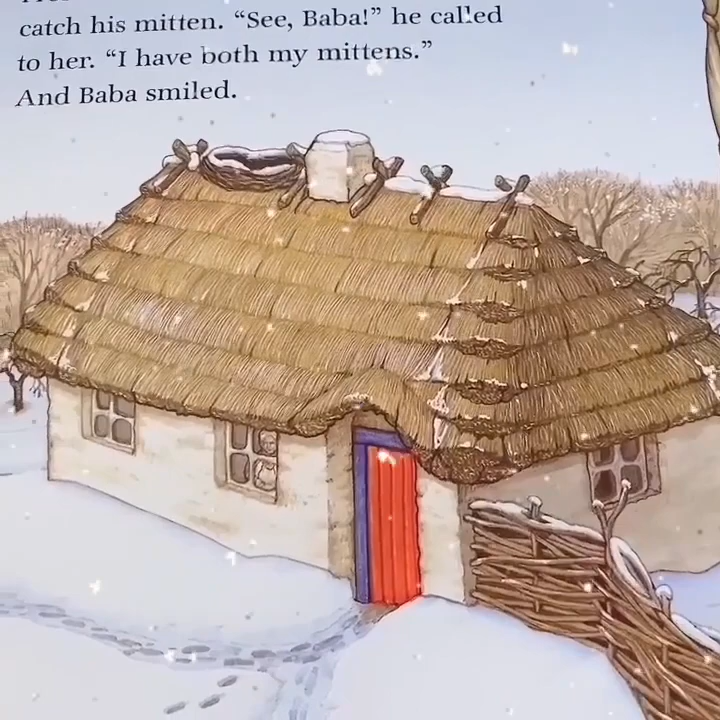 catch his mitten. “See, Baba!” he called
to her. “I have both my mittens.”
And Baba smiled.